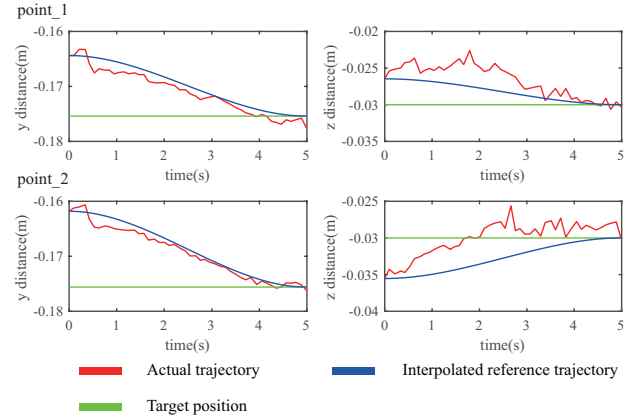 point_1
-0.16
-0.17
-0.18
y distance(m)
0 1 2 3 4 5
time(s)
-0.02
-0.025
-0.03
-0.035
z distance(m)
0 1 2 3 4 5
time(s)
point_2
-0.16
-0.17
-0.18
y distance(m)
0 1 2 3 4 5
time(s)
-0.025
-0.03
-0.035
-0.04
z distance(m)
0 1 2 3 4 5
time(s)
Actual trajectory
Interpolated reference trajectory
Target position